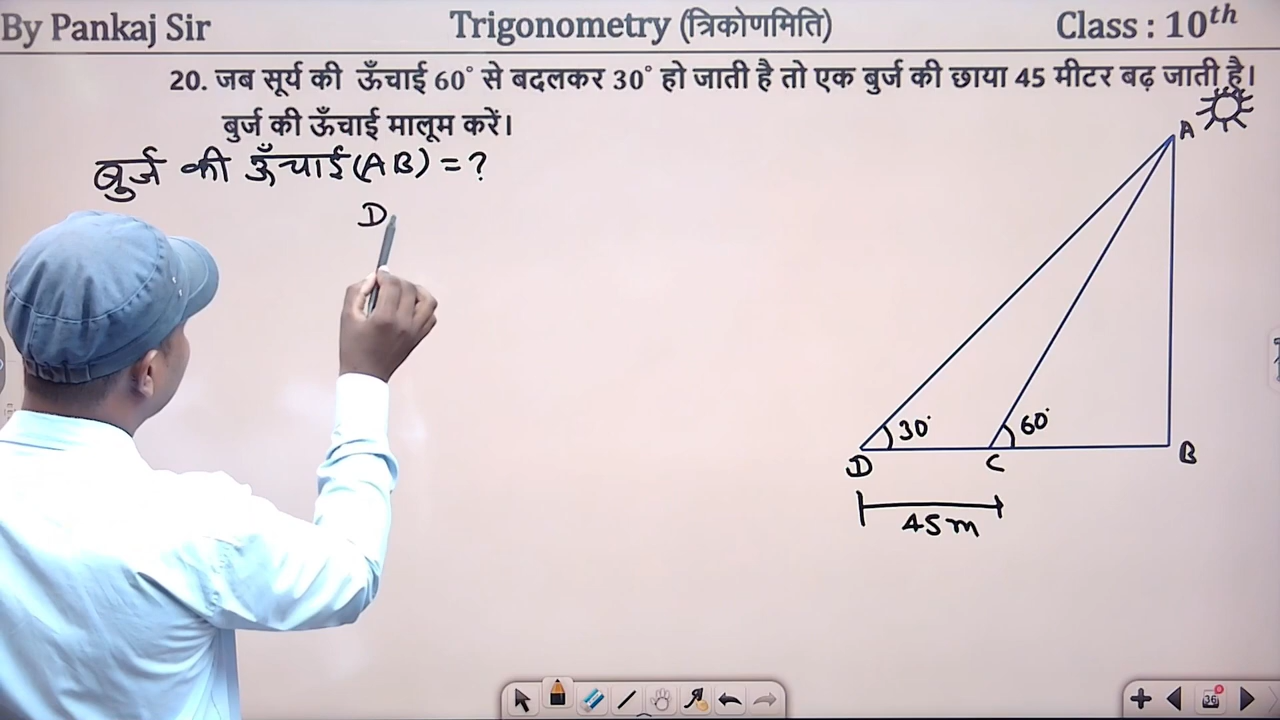 By Pankaj Sir Trigonometry (त्रिकोणमिति) Class : 10th
20. जब सूर्य की ऊँचाई 60° से बदलकर 30° हो जाती है तो एक बुर्ज की छाया 45 मीटर बढ़ जाती है।
बुर्ज की ऊँचाई मालूम करें।
बुर्ज की ऊँचाई (AB) = ?
D
A
30° 60°
D C B
45m
36